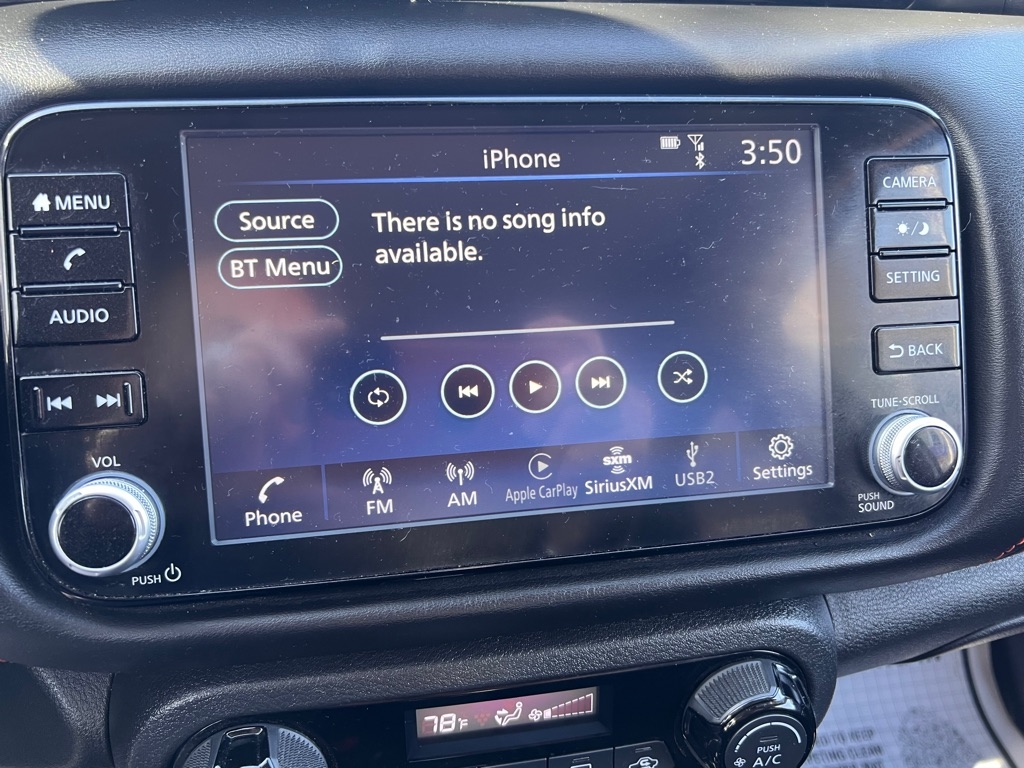 iPhone
3:50
MENU
Source
There is no song info
available.
BT Menu
AUDIO
CAMERA
SETTING
BACK
TUNE·SCROLL
VOL
PUSH
PUSH
SOUND
Phone
FM
AM
Apple CarPlay
sxm
SiriusXM
USB2
Settings
78°F
PUSH
A/C